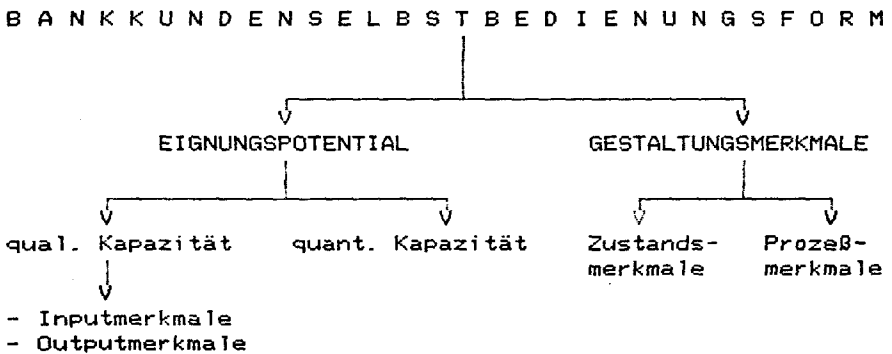 B A N K K U N D E N S E L B S T B E D I E N U N G S F O R M
EIGNUNGSPOTENTIAL GESTALTUNGSMERKMALE
qual. Kapazität quant. Kapazität Zustands- Prozeß-
merkmale merkmale
- Inputmerkmale
- Outputmerkmale